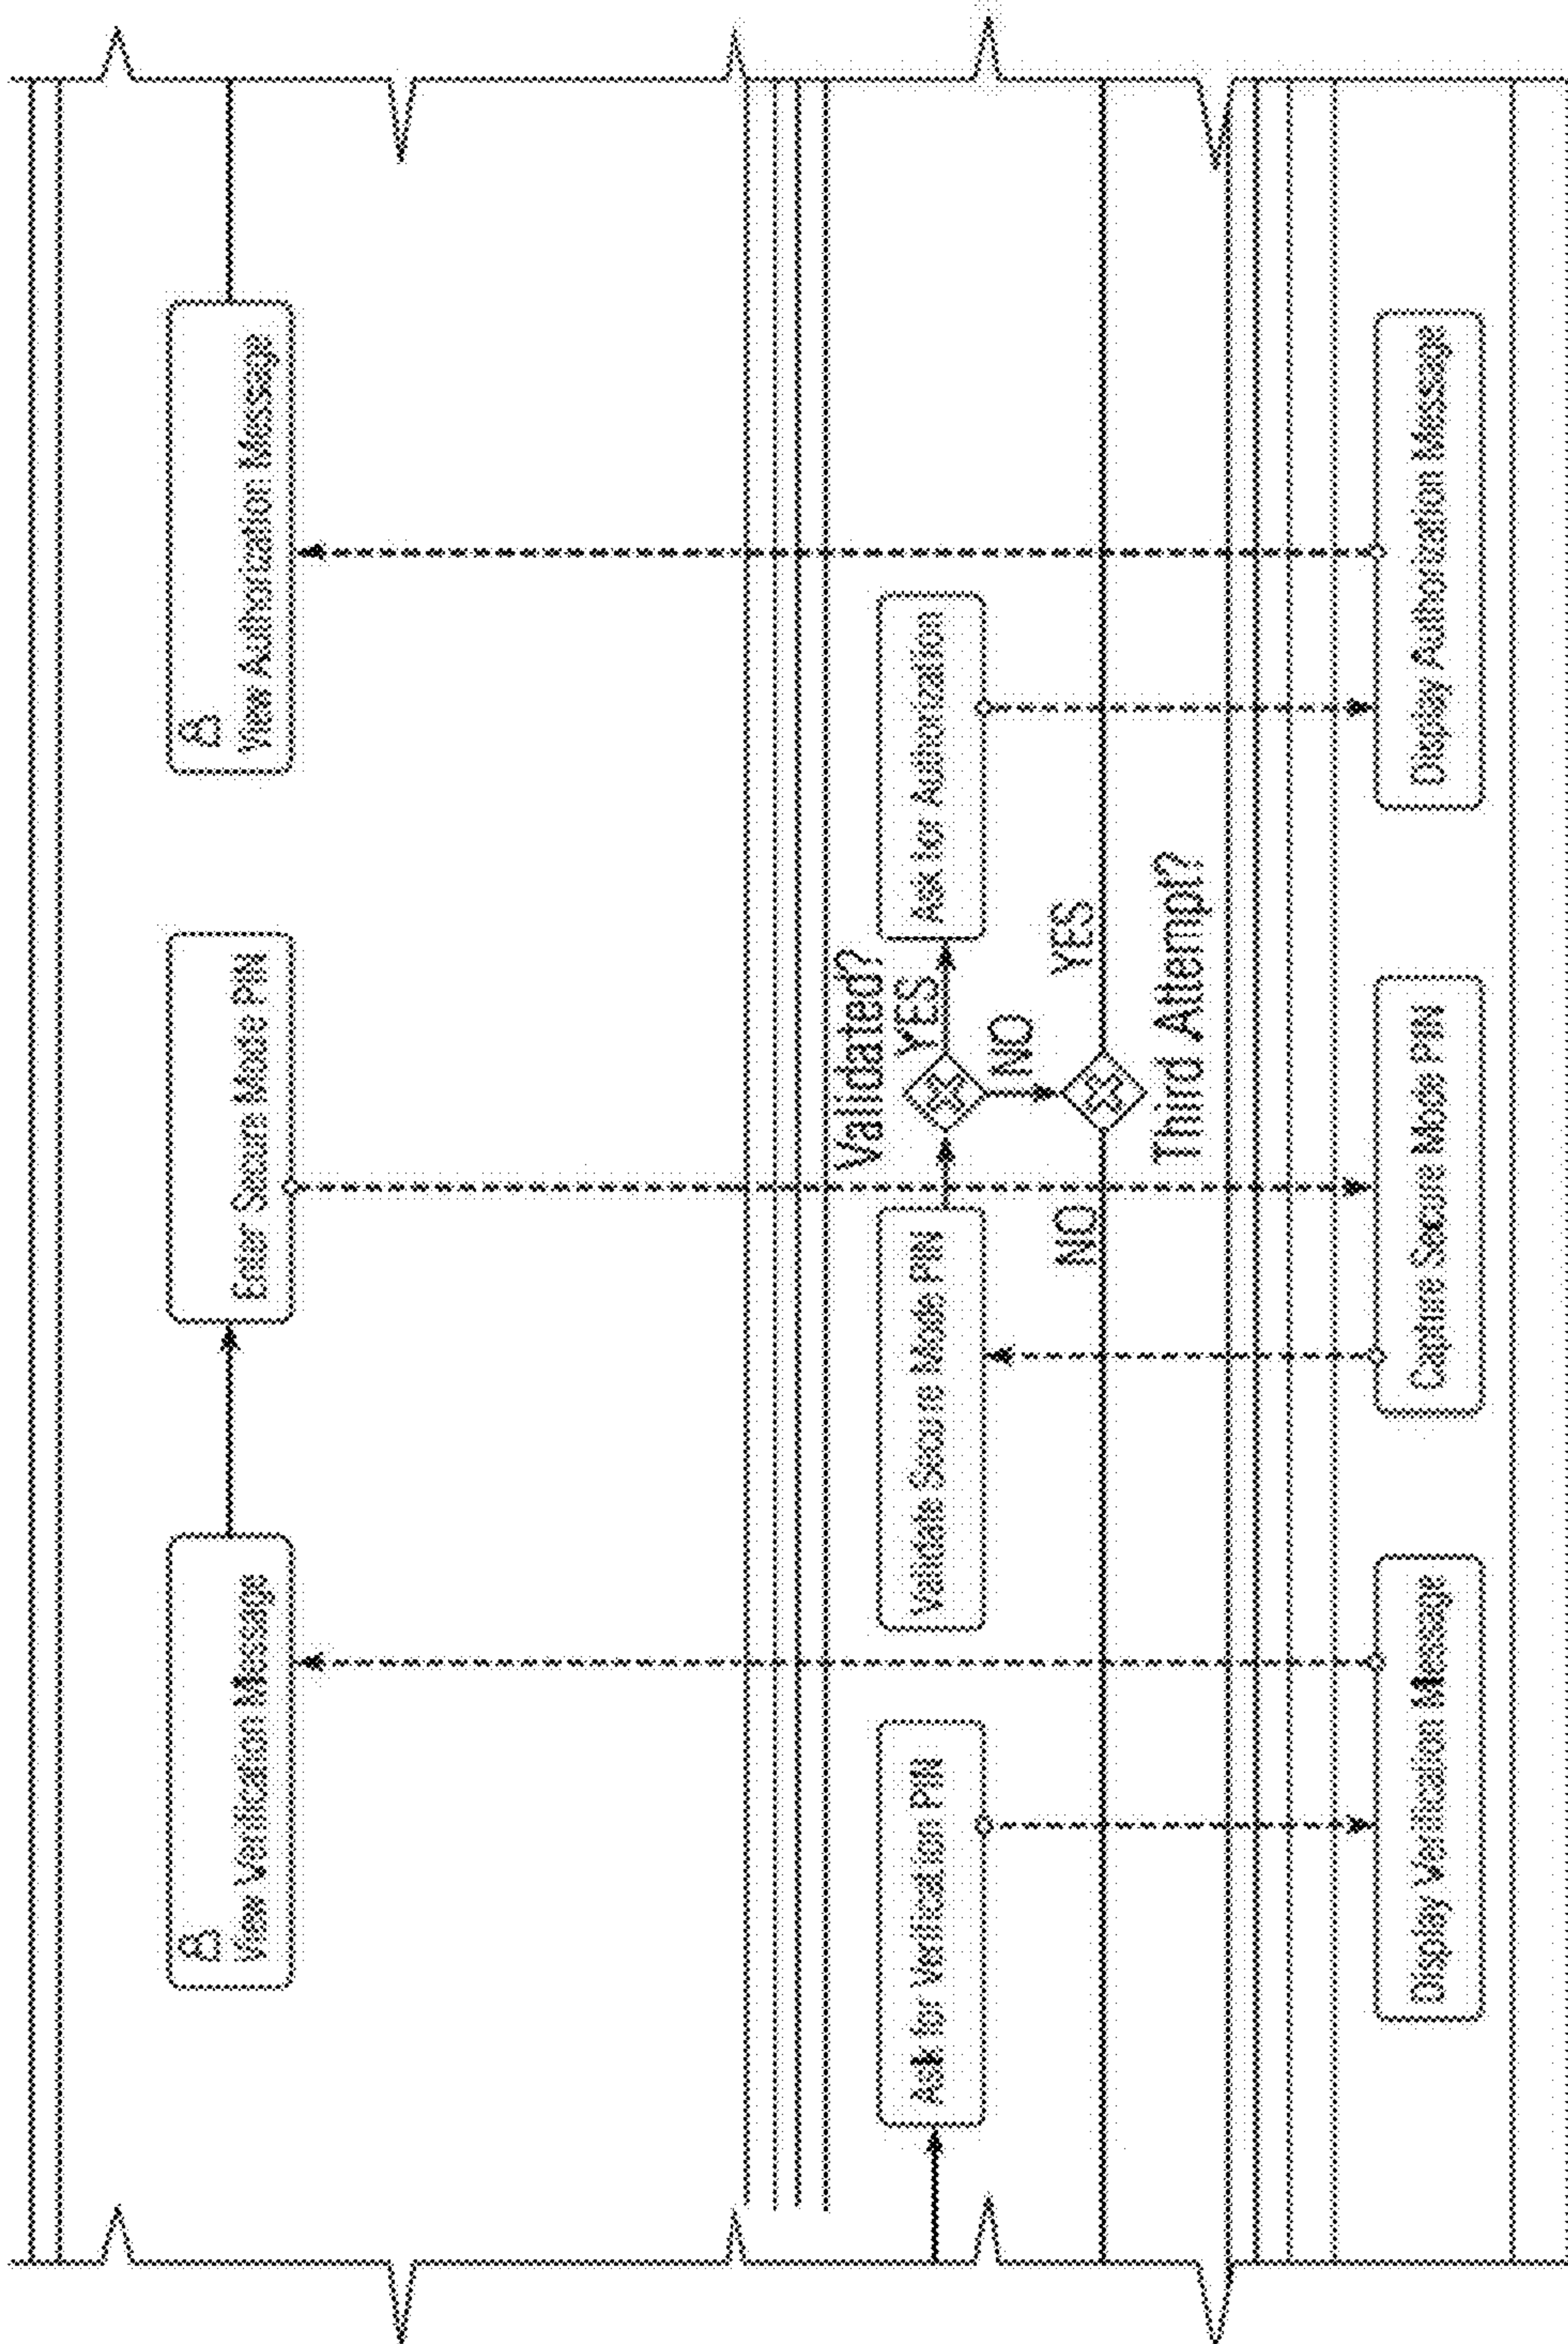 View Verification Message
Enter Secure Mode PIN
View Authorization Message
Ask for Verification PIN
Validate Secure Mode PIN
Validated?
YES
NO
Ask for Authorization
NO
YES
Third Attempt?
Display Verification Message
Capture Secure Mode PIN
Display Authorization Message